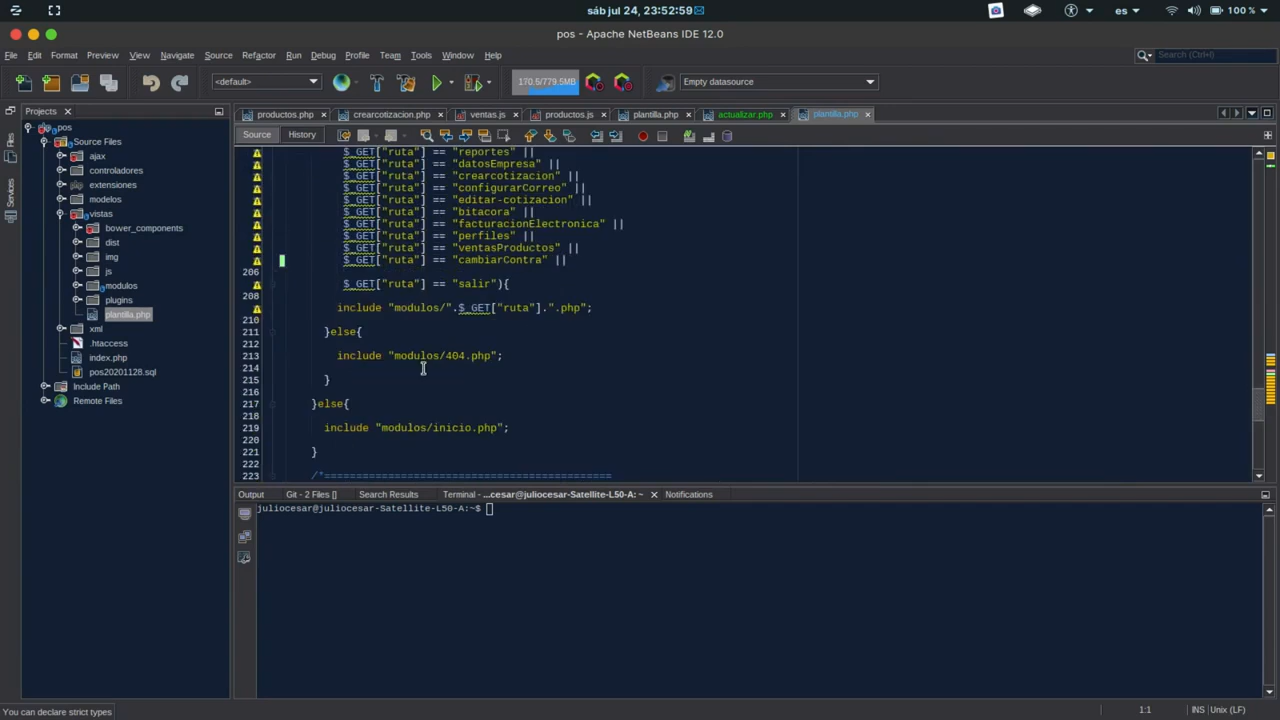 sáb jul 24, 23:52:59
es
100 %
pos - Apache NetBeans IDE 12.0
File Edit Format Preview View Navigate Source Refactor Run Debug Profile Team Tools Window Help
Search (Ctrl+I)
<default>
170.5/779.5MB
Empty datasource
Projects
productos.php
crearcotizacion.php
ventas.js
productos.js
plantilla.php
actualizar.php
plantilla.php
Files
Services
pos
Source Files
ajax
controladores
extensiones
modelos
vistas
bower_components
dist
img
js
modulos
plugins
plantilla.php
xml
.htaccess
index.php
pos20201128.sql
Include Path
Remote Files
Source History
$_GET["ruta"] == "reportes" ||
$_GET["ruta"] == "datosEmpresa" ||
$_GET["ruta"] == "crearcotizacion" ||
$_GET["ruta"] == "configurarCorreo" ||
$_GET["ruta"] == "editar-cotizacion" ||
$_GET["ruta"] == "bitacora" ||
$_GET["ruta"] == "facturacionElectronica" ||
$_GET["ruta"] == "perfiles" ||
$_GET["ruta"] == "ventasProductos" ||
$_GET["ruta"] == "cambiarContra" ||
206
$_GET["ruta"] == "salir"){
208
include "modulos/".$_GET["ruta"].".php";
210
211 }else{
212
213 include "modulos/404.php";
214
215 }
216
217 }else{
218
219 include "modulos/inicio.php";
220
221 }
222
223 /*=============================================
Output Git - 2 Files [] Search Results Terminal - ...cesar@juliocesar-Satellite-L50-A: ~ Notifications
juliocesar@juliocesar-Satellite-L50-A:~$
You can declare strict types
1:1
INS Unix (LF)